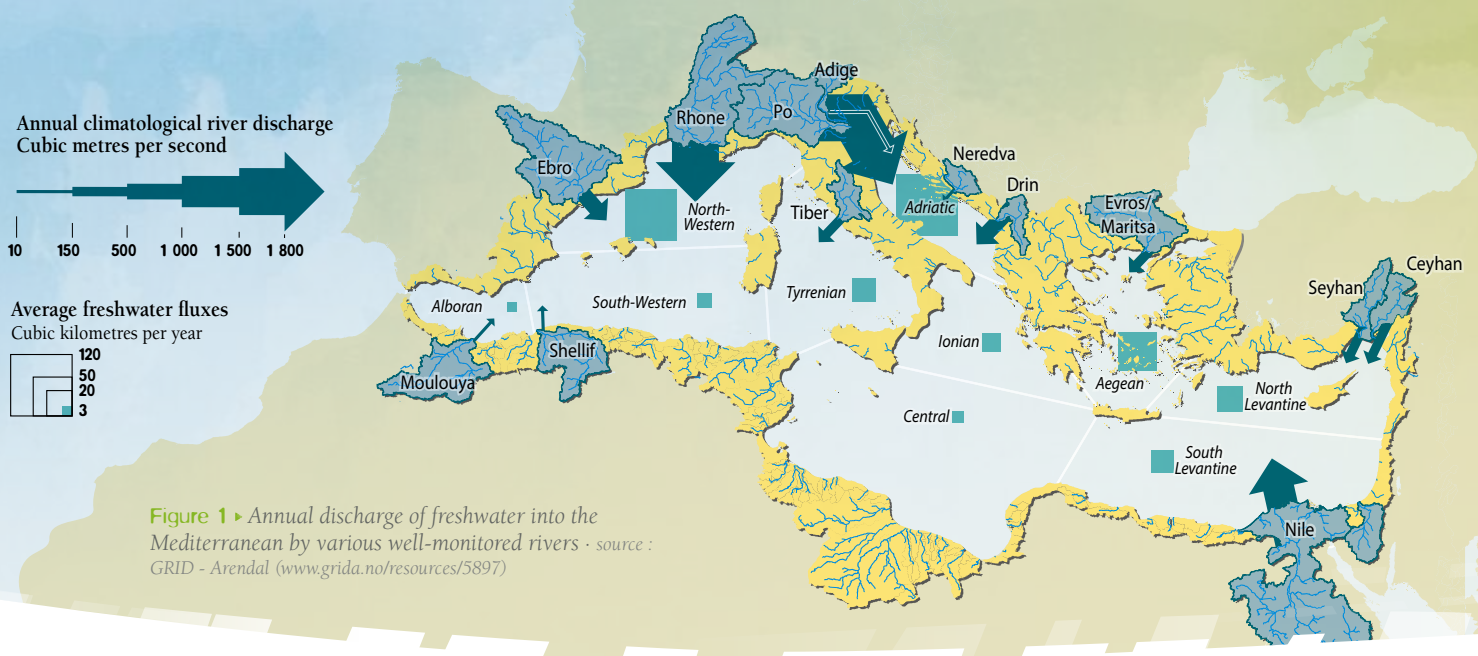 Annual climatological river discharge
Cubic metres per second
10 150 500 1 000 1 500 1 800
Average freshwater fluxes
Cubic kilometres per year
120
50
20
3
Adige
Rhone
Po
Ebro
Neredva
Drin
Tiber
Adriatic
Evros/
Maritsa
North-
Western
Ceyhan
Seyhan
Alboran
South-Western
Tyrrenian
Ionian
Shellif
Moulouya
Aegean
North
Levantine
Central
South
Levantine
Nile
Figure 1 ▸ Annual discharge of freshwater into the
Mediterranean by various well-monitored rivers · source :
GRID - Arendal (www.grida.no/resources/5897)